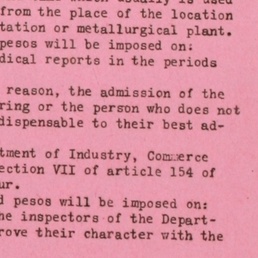 from the place of the location
tation or metallurgical plant.
pesos will be imposed on:
dical reports in the periods
reason, the admission of the
ring or the person who does not
dispensable to their best ad-
tment of Industry, Commerce
ection VII of article 154 of
ur.
d pesos will be imposed on:
he inspectors of the Depart-
rove their character with the